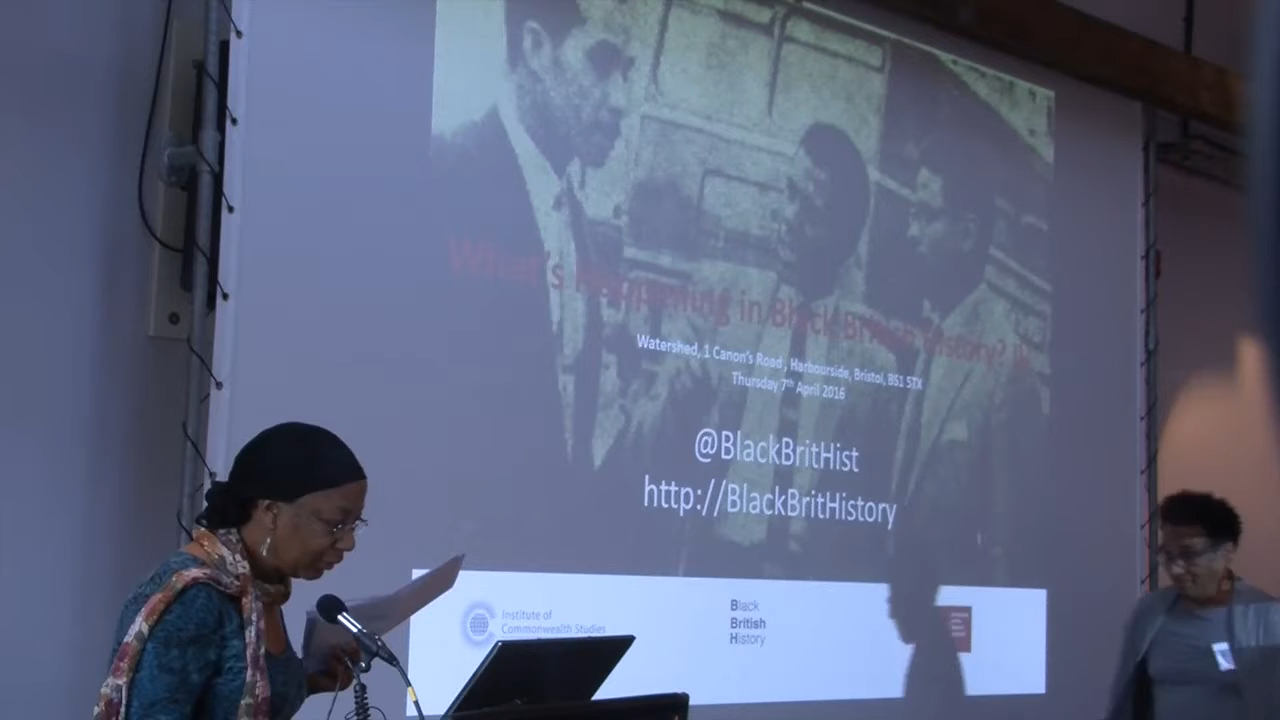 What's Happening in Black British History? IV
Watershed, 1 Canon's Road, Harbourside, Bristol, BS1 5TX
Thursday 7th April 2016
@BlackBritHist
http://BlackBritHistory
Institute of
Commonwealth Studies
Black
British
History